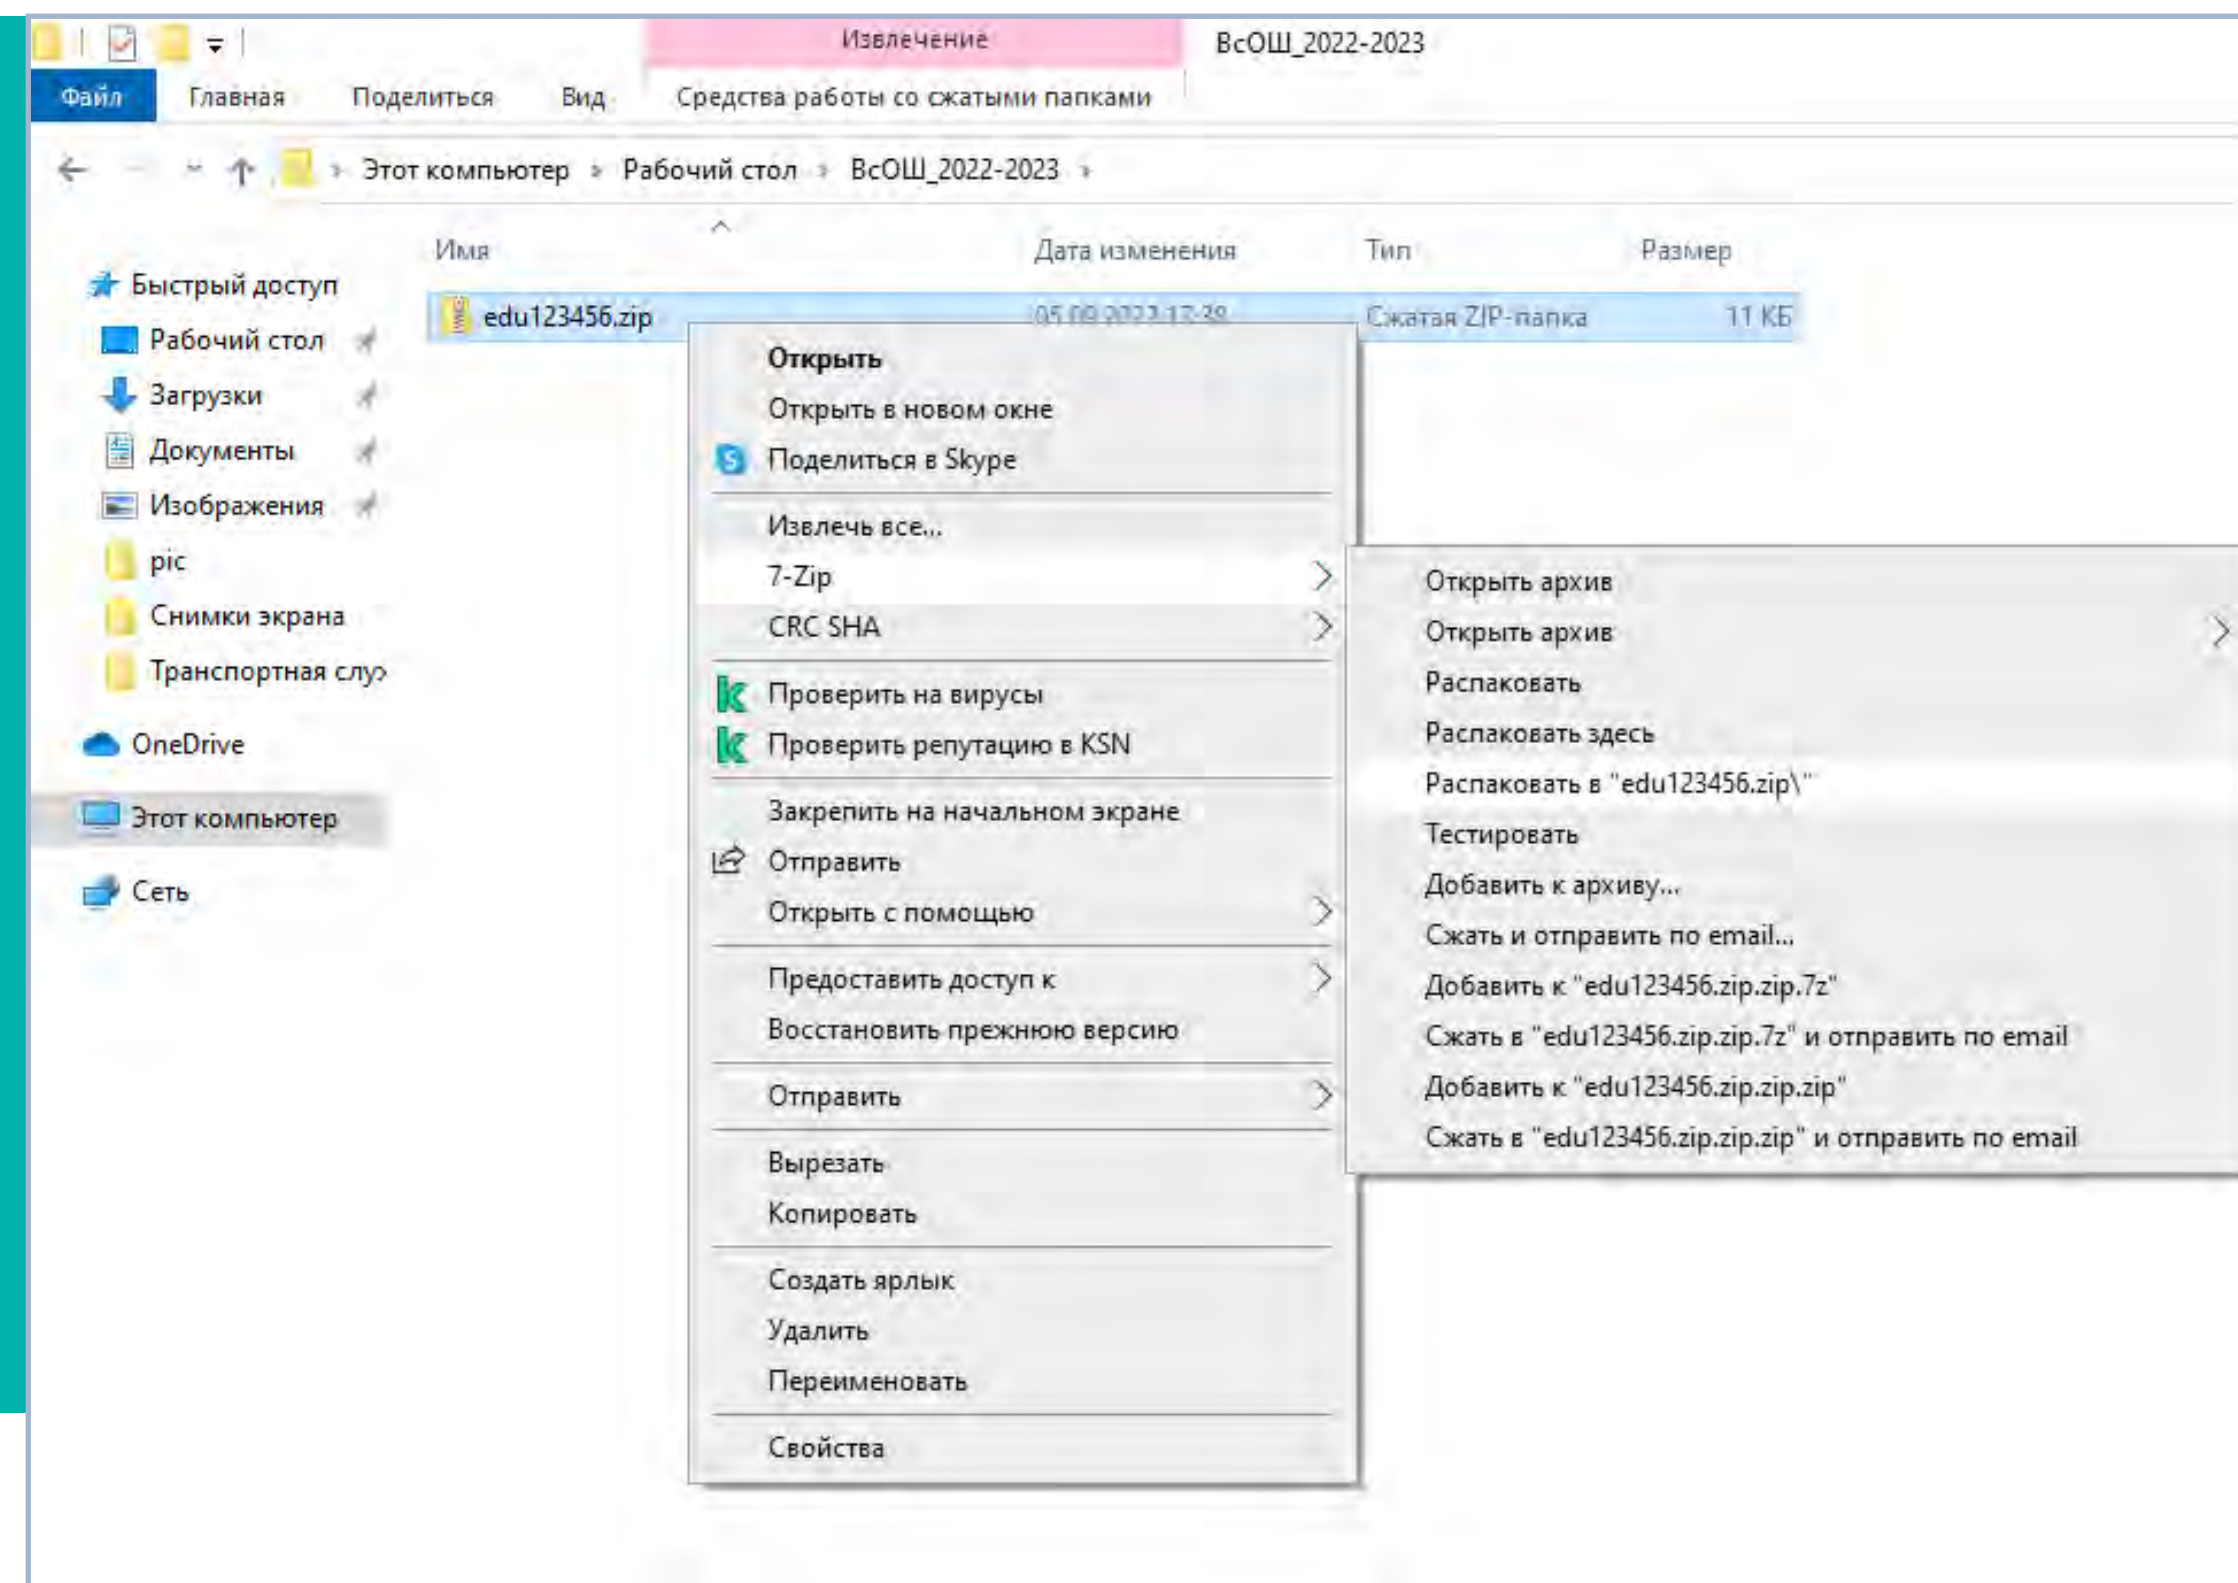 Извлечение
ВсОШ_2022-2023
Файл Главная Поделиться Вид Средства работы со сжатыми папками
Этот компьютер Рабочий стол ВсОШ_2022-2023
Имя Дата изменения Тип Размер
edu123456.zip Сжатая ZIP-папка 11 КБ
Быстрый доступ
Рабочий стол
Загрузки
Документы
Изображения
pic
Снимки экрана
Транспортная слу
OneDrive
Этот компьютер
Сеть
Открыть
Открыть в новом окне
Поделиться в Skype
Извлечь все...
7-Zip
CRC SHA
Проверить на вирусы
Проверить репутацию в KSN
Закрепить на начальном экране
Отправить
Открыть с помощью
Предоставить доступ к
Восстановить прежнюю версию
Отправить
Вырезать
Копировать
Создать ярлык
Удалить
Переименовать
Свойства
Открыть архив
Открыть архив
Распаковать
Распаковать здесь
Распаковать в "edu123456.zip\"
Тестировать
Добавить к архиву...
Сжать и отправить по email...
Добавить к "edu123456.zip.zip.7z"
Сжать в "edu123456.zip.zip.7z" и отправить по email
Добавить к "edu123456.zip.zip.zip"
Сжать в "edu123456.zip.zip.zip" и отправить по email